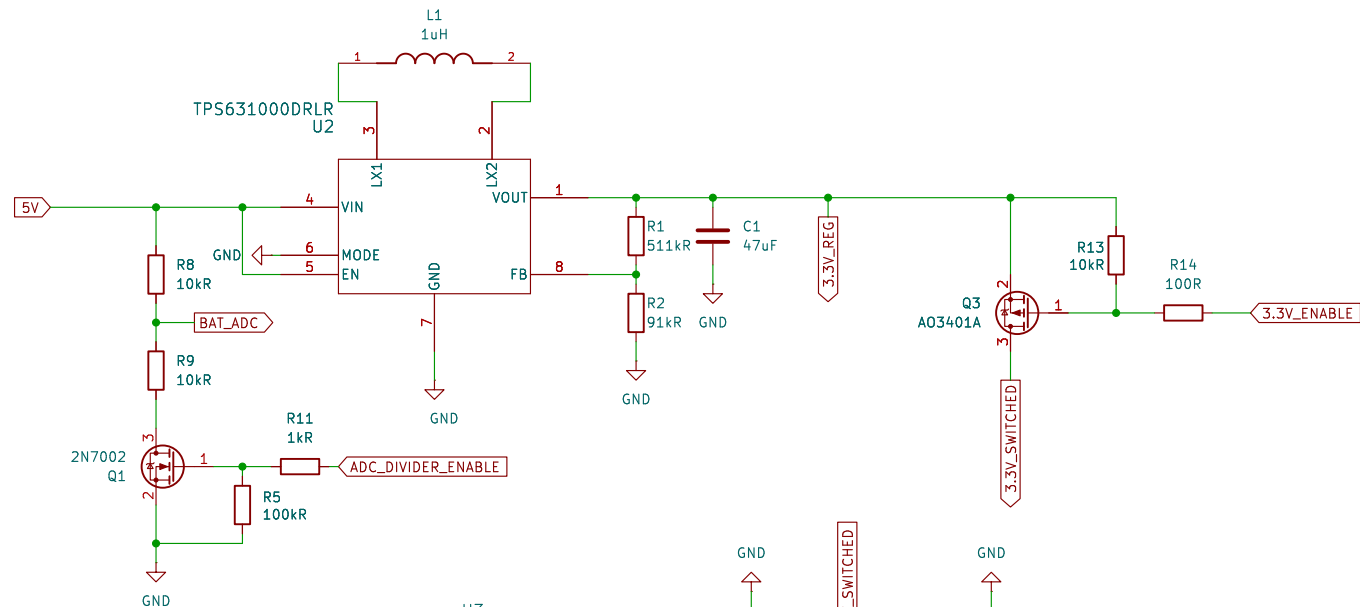 L1
1uH
1
2
TPS631000DRLR
U2
3
2
LX1
LX2
5V
4
VIN
VOUT
1
GND
6
MODE
5
EN
GND
FB
8
7
GND
R8
10kR
BAT_ADC
R9
10kR
R1
511kR
C1
47uF
R2
91kR
GND
GND
3.3V_REG
R13
10kR
R14
100R
2
Q3
AO3401A
1
3
3.3V_ENABLE
3.3V_SWITCHED
R11
1kR
3
2N7002
Q1
1
2
ADC_DIVIDER_ENABLE
R5
100kR
GND
GND
_SWITCHED
GND